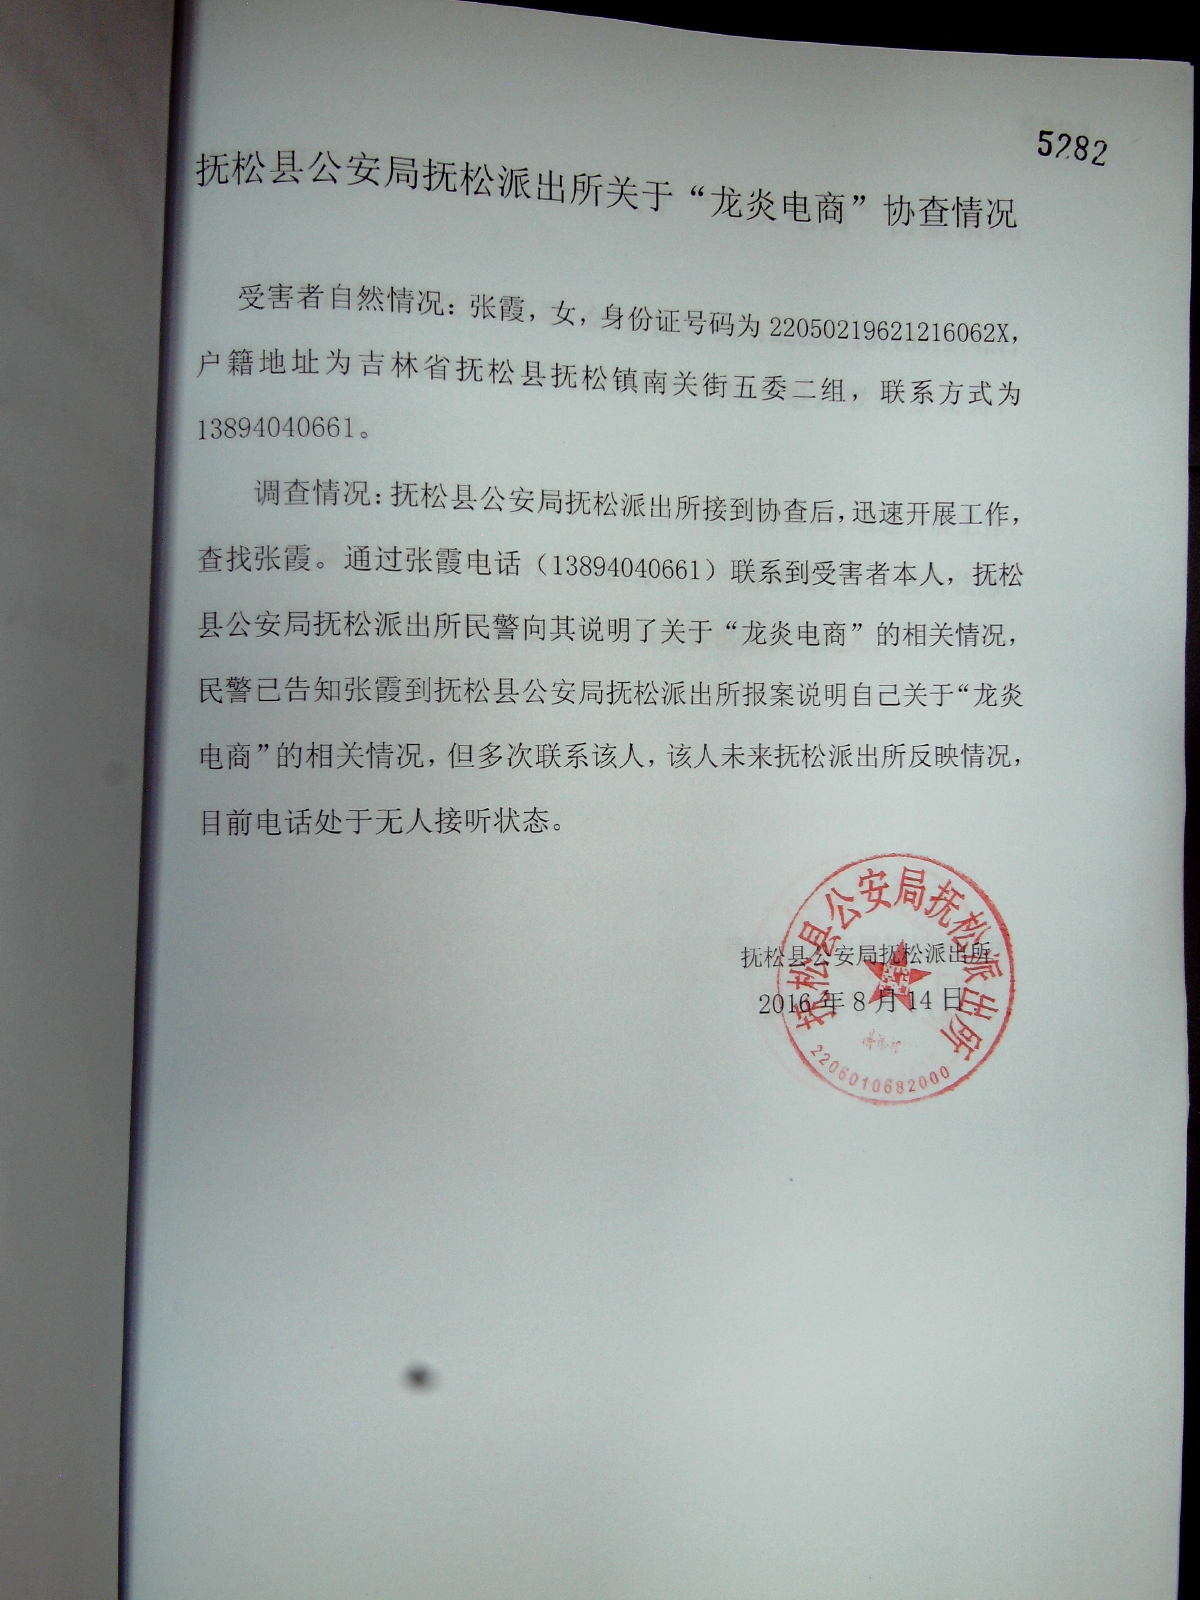 5282
抚松县公安局抚松派出所关于“龙炎电商”协查情况
受害者自然情况：张霞，女，身份证号码为22050219621216062X，
户籍地址为吉林省抚松县抚松镇南关街五委二组，联系方式为
13894040661。
调查情况：抚松县公安局抚松派出所接到协查后，迅速开展工作，
查找张霞。通过张霞电话（13894040661）联系到受害者本人，抚松
县公安局抚松派出所民警向其说明了关于“龙炎电商”的相关情况，
民警已告知张霞到抚松县公安局抚松派出所报案说明自己关于“龙炎
电商”的相关情况，但多次联系该人，该人未来抚松派出所反映情况，
目前电话处于无人接听状态。
抚松县公安局抚松派出所
2016年8月14日
抚松县公安局抚松派出所
2206010682000